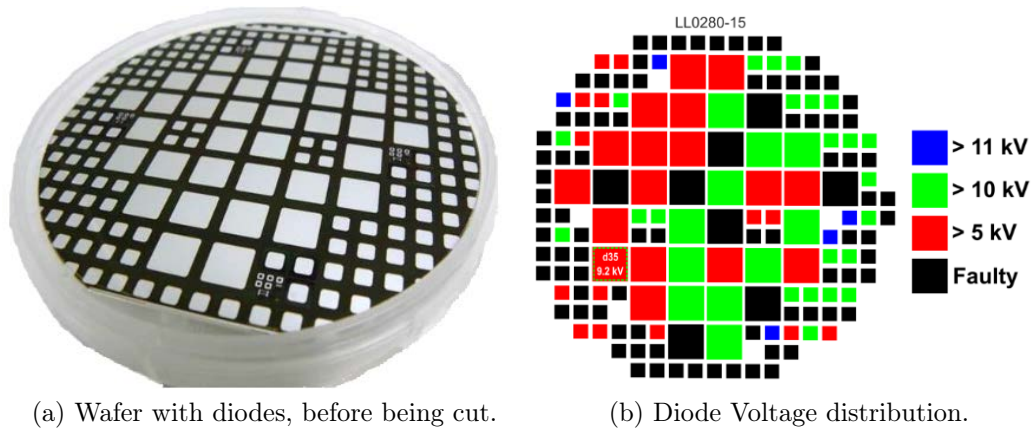 LL0280-15
> 11 kV
> 10 kV
> 5 kV
Faulty
d35
9.2 kV
(a) Wafer with diodes, before being cut.
(b) Diode Voltage distribution.